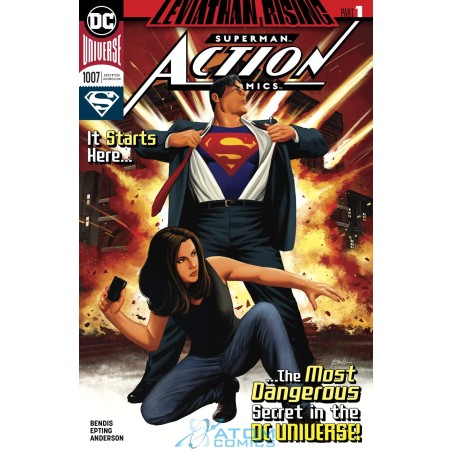 LEVIATHAN RISING
PART 1
DC
UNIVERSE
SUPERMAN
ACTION
COMICS
1007
S
It Starts
Here...
...The Most
Dangerous
Secret in the
DC UNIVERSE!
BENDIS
EPTING
ANDERSON
ATOM
COMICS